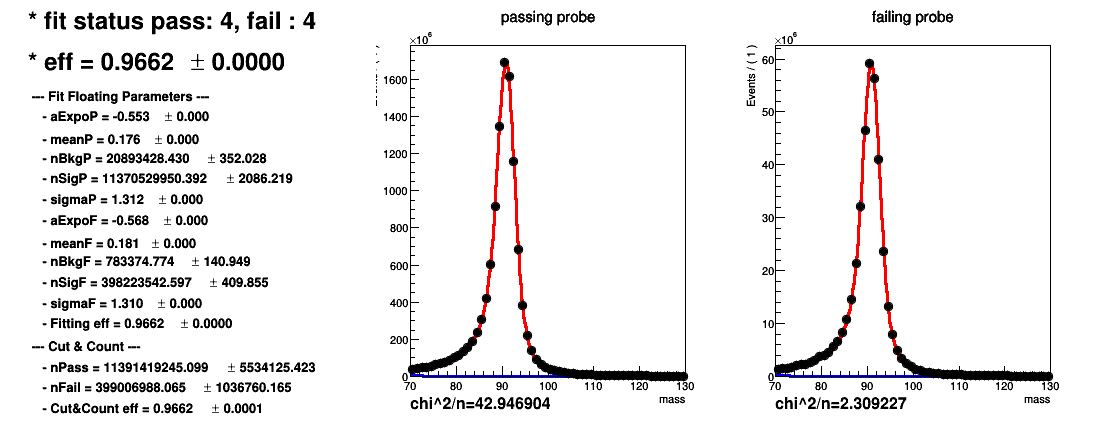 * fit status pass: 4, fail : 4
* eff = 0.9662 ± 0.0000
--- Fit Floating Parameters ---
- aExpoP = -0.553 ± 0.000
- meanP = 0.176 ± 0.000
- nBkgP = 20893428.430 ± 352.028
- nSigP = 11370529950.392 ± 2086.219
- sigmaP = 1.312 ± 0.000
- aExpoF = -0.568 ± 0.000
- meanF = 0.181 ± 0.000
- nBkgF = 783374.774 ± 140.949
- nSigF = 398223542.597 ± 409.855
- sigmaF = 1.310 ± 0.000
- Fitting eff = 0.9662 ± 0.0000
--- Cut & Count ---
- nPass = 11391419245.099 ± 5534125.423
- nFail = 399006988.065 ± 1036760.165
- Cut&Count eff = 0.9662 ± 0.0001
passing probe
×10^6
1600
1400
1200
1000
800
600
400
200
0
70 80 90 100 110 120 130
mass
chi^2/n=42.946904
failing probe
×10^6
Events / ( 1 )
60
50
40
30
20
10
0
70 80 90 100 110 120 130
mass
chi^2/n=2.309227